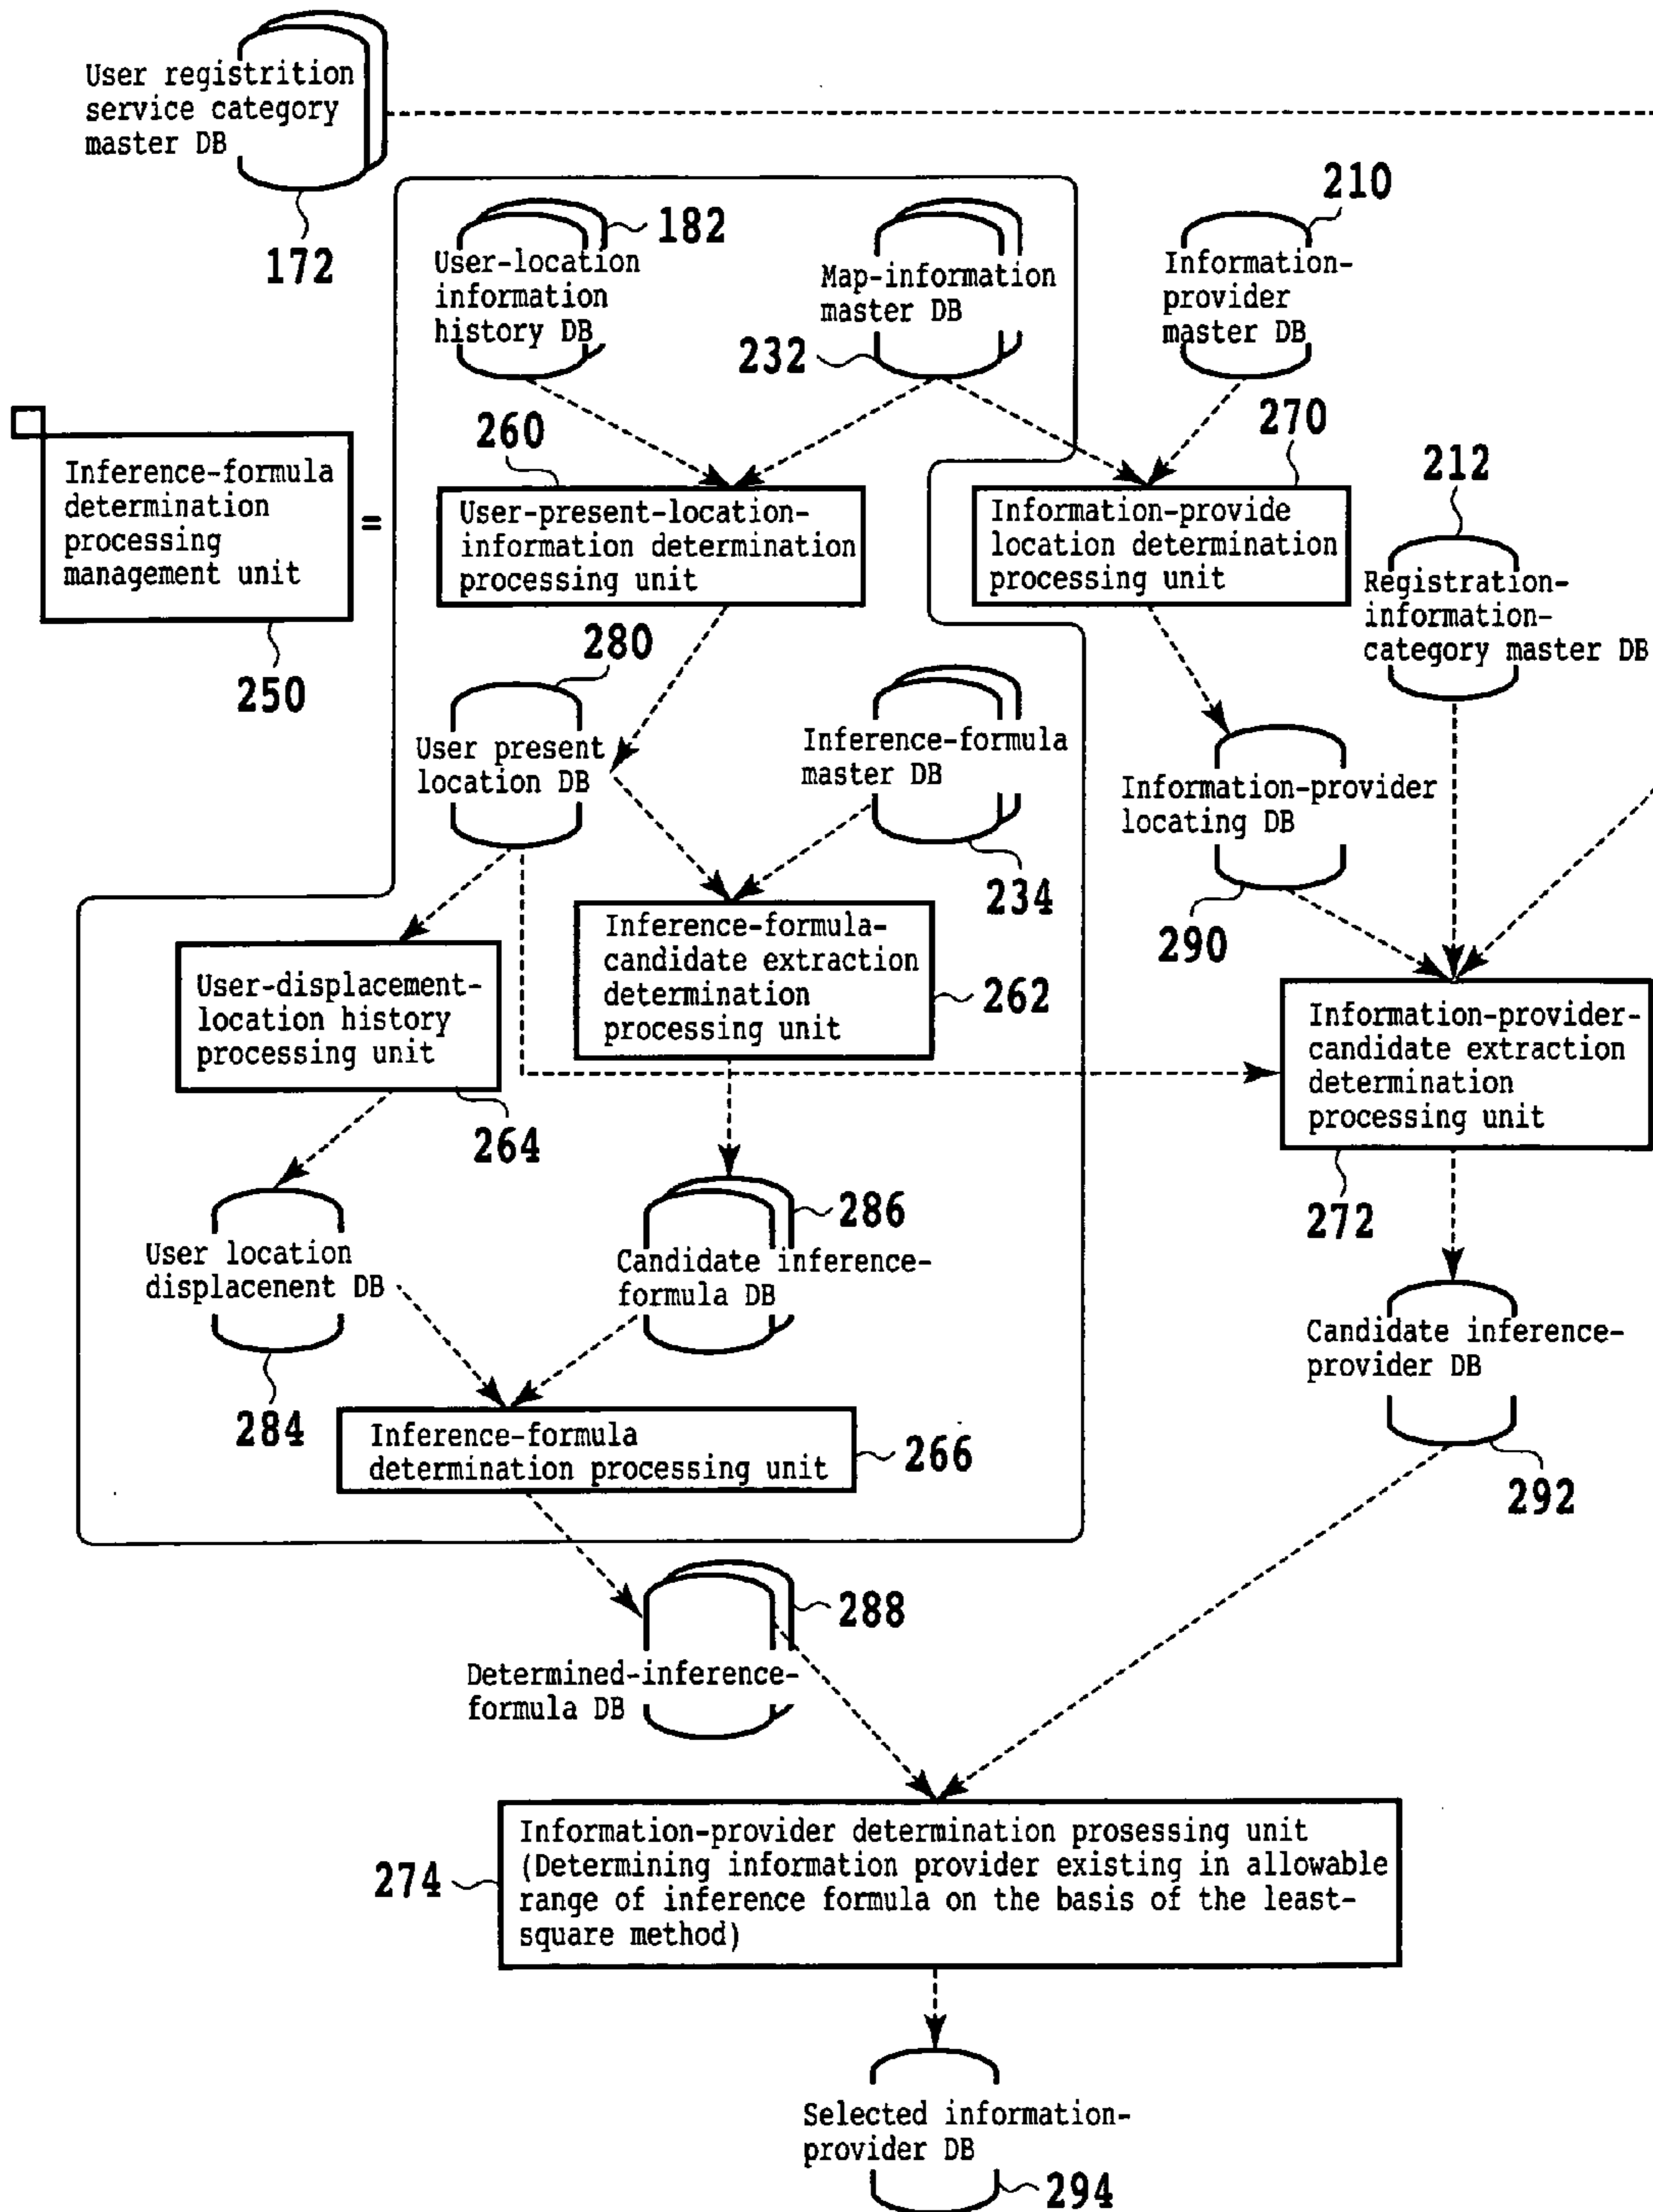 User registrition
service category
master DB
172
182
User-location
information
history DB
Map-information
master DB
232
210
Information-
provider
master DB
Inference-formula
determination
processing
management unit
=
250
260
User-present-location-
information determination
processing unit
270
Information-provide
location determination
processing unit
212
Registration-
information-
category master DB
280
User present
location DB
Inference-formula
master DB
234
Information-provider
locating DB
290
User-displacement-
location history
processing unit
264
Inference-formula-
candidate extraction
determination
processing unit
262
Information-provider-
candidate extraction
determination
processing unit
272
User location
displacenent DB
284
286
Candidate inference-
formula DB
Candidate inference-
provider DB
292
Inference-formula
determination processing unit
266
288
Determined-inference-
formula DB
274
Information-provider determination prosessing unit
(Determining information provider existing in allowable
range of inference formula on the basis of the least-
square method)
Selected information-
provider DB
294